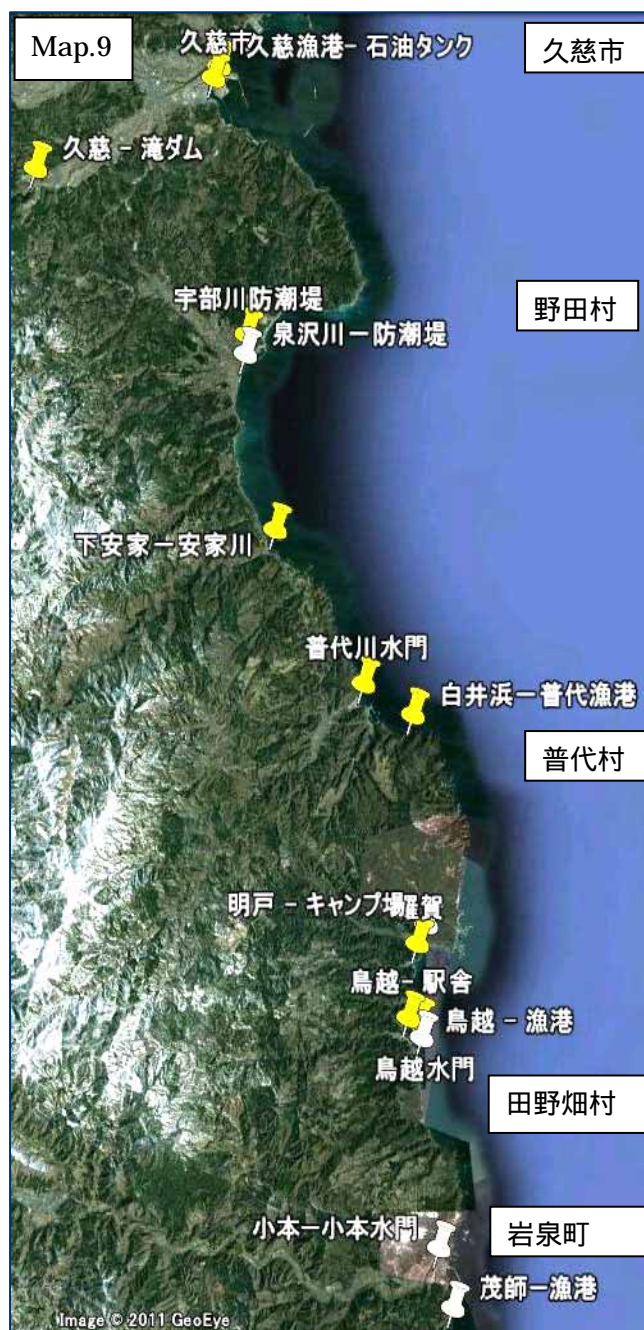 Map.9
久慈市
久慈市
久慈漁港-石油タンク
久慈－滝ダム
宇部川防潮堤
野田村
泉沢川－防潮堤
下安家－安家川
普代川水門
白井浜－普代漁港
普代村
明戸－キャンプ場
羅賀
鳥越-駅舎
鳥越－漁港
鳥越水門
田野畑村
小本－小本水門
岩泉町
茂師－漁港
Image © 2011 GeoEye